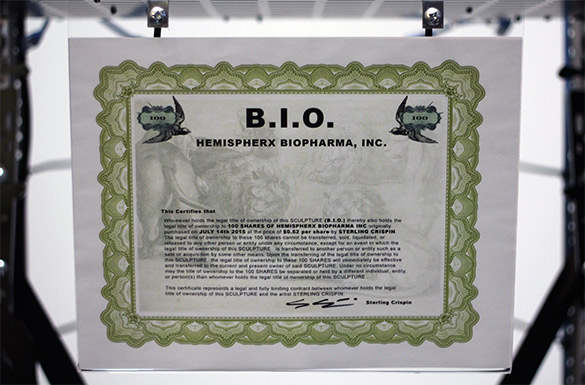 100
100
B.I.O.
HEMISPHERX BIOPHARMA, INC.
This Certifies that
Whomever holds the legal title of ownership of this SCULPTURE (B.I.O.) thereby also holds the
legal title of ownership to 100 SHARES OF HEMISPHERX BIOPHARMA INC originally
purchased on JULY 14th 2015 at the price of $0.52 per share by STERLING CRISPIN
The legal title of ownership to these 100 shares cannot be transferred, sold, liquidated, or
released to any other person or entity under any circumstance, except for an event in which the
legal title of ownership of this SCULPTURE is transferred to another person or entity such as a
sale or acquisition by some other means. Upon the transferring of the legal title of ownership to
this SCULPTURE, the legal title of ownership to these 100 SHARES will immediately be effective
and transferred to the current and present owner of said SCULPTURE. Under no circumstance
may the title of ownership to the 100 SHARES be separated or held by a different individual, entity,
or person(s) than whomever holds the legal title of ownership of this SCULPTURE
This certificate represents a legal and fully binding contract between whomever holds the legal
title of ownership of this SCULPTURE and the artist STERLING CRISPIN
Sterling Crispin